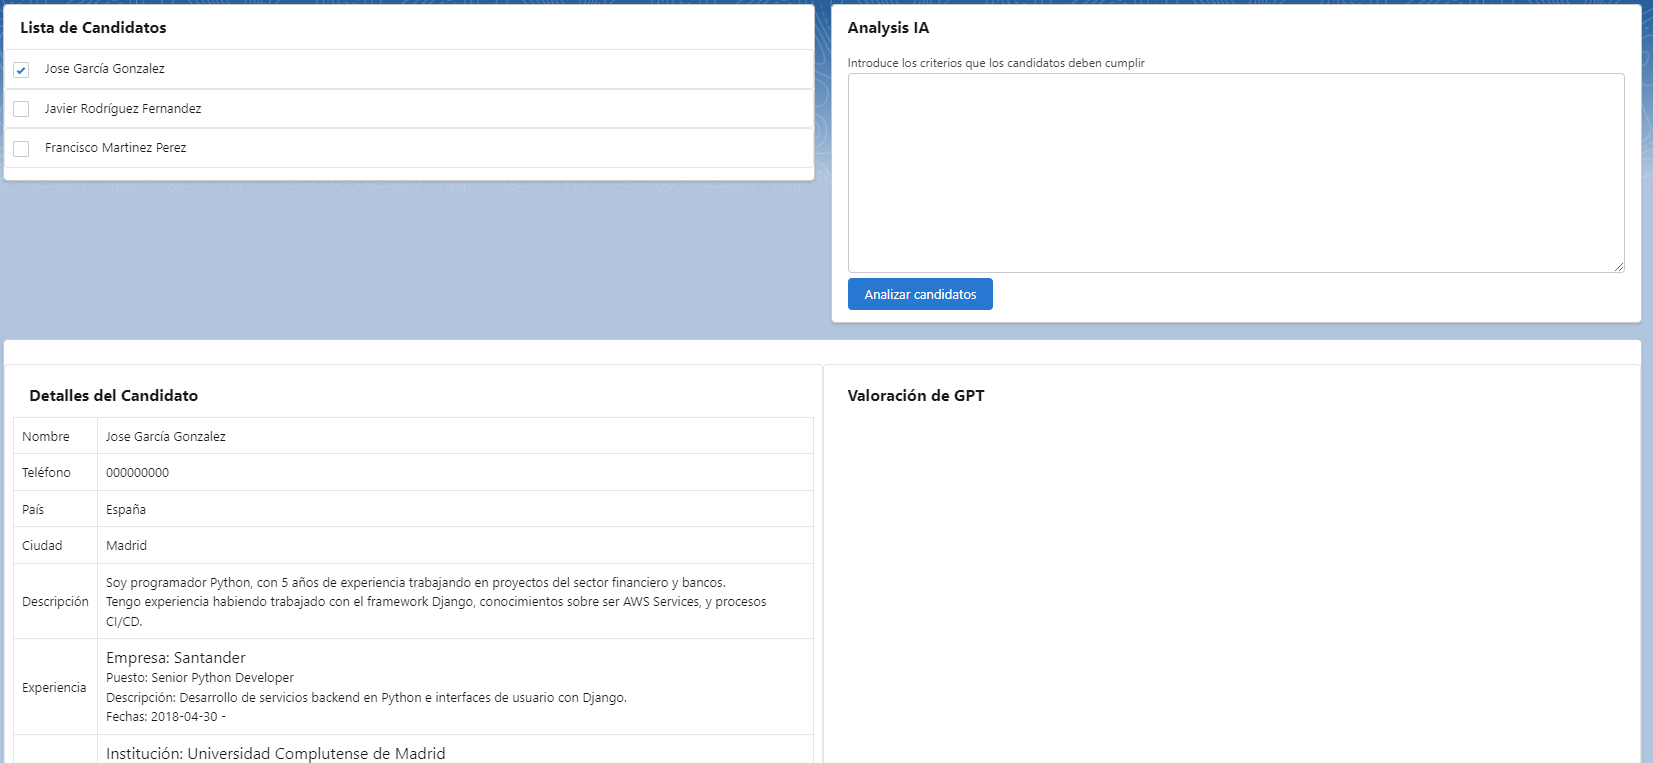 Lista de Candidatos
Jose García Gonzalez
Javier Rodríguez Fernandez
Francisco Martinez Perez
Analysis IA
Introduce los criterios que los candidatos deben cumplir
Analizar candidatos
Detalles del Candidato
Nombre Jose García Gonzalez
Teléfono 000000000
País España
Ciudad Madrid
Descripción
Soy programador Python, con 5 años de experiencia trabajando en proyectos del sector financiero y bancos.
Tengo experiencia habiendo trabajado con el framework Django, conocimientos sobre ser AWS Services, y procesos
CI/CD.
Experiencia
Empresa: Santander
Puesto: Senior Python Developer
Descripción: Desarrollo de servicios backend en Python e interfaces de usuario con Django.
Fechas: 2018-04-30 -
Institución: Universidad Complutense de Madrid
Valoración de GPT